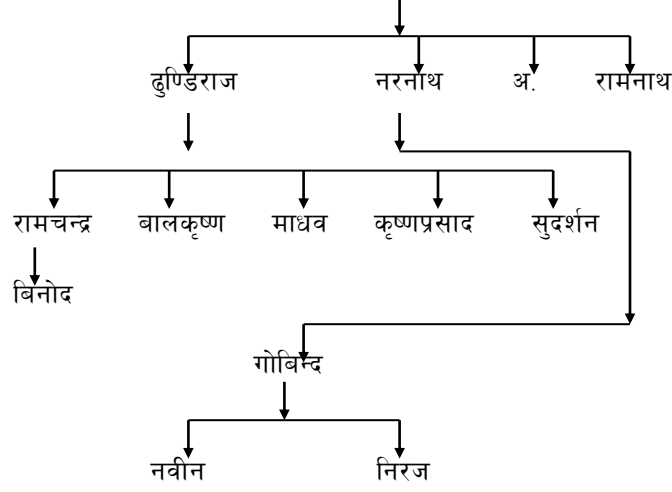 ढुण्डिराज नरनाथ अ. रामनाथ
रामचन्द्र बालकृष्ण माधव कृष्णप्रसाद सुदर्शन
बिनोद
गोबिन्द
नवीन निरज